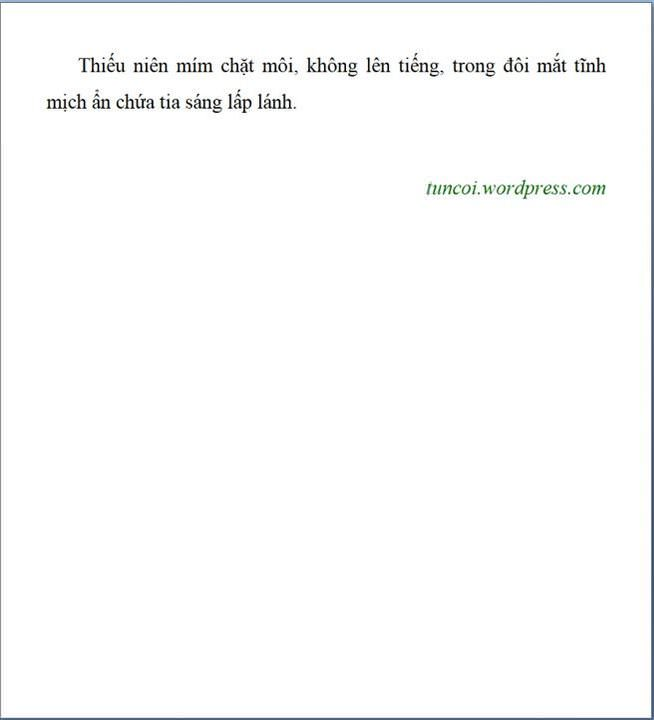 Thiếu niên mím chặt môi, không lên tiếng, trong đôi mắt tĩnh
mịch ẩn chứa tia sáng lấp lánh.
tuncoi.wordpress.com